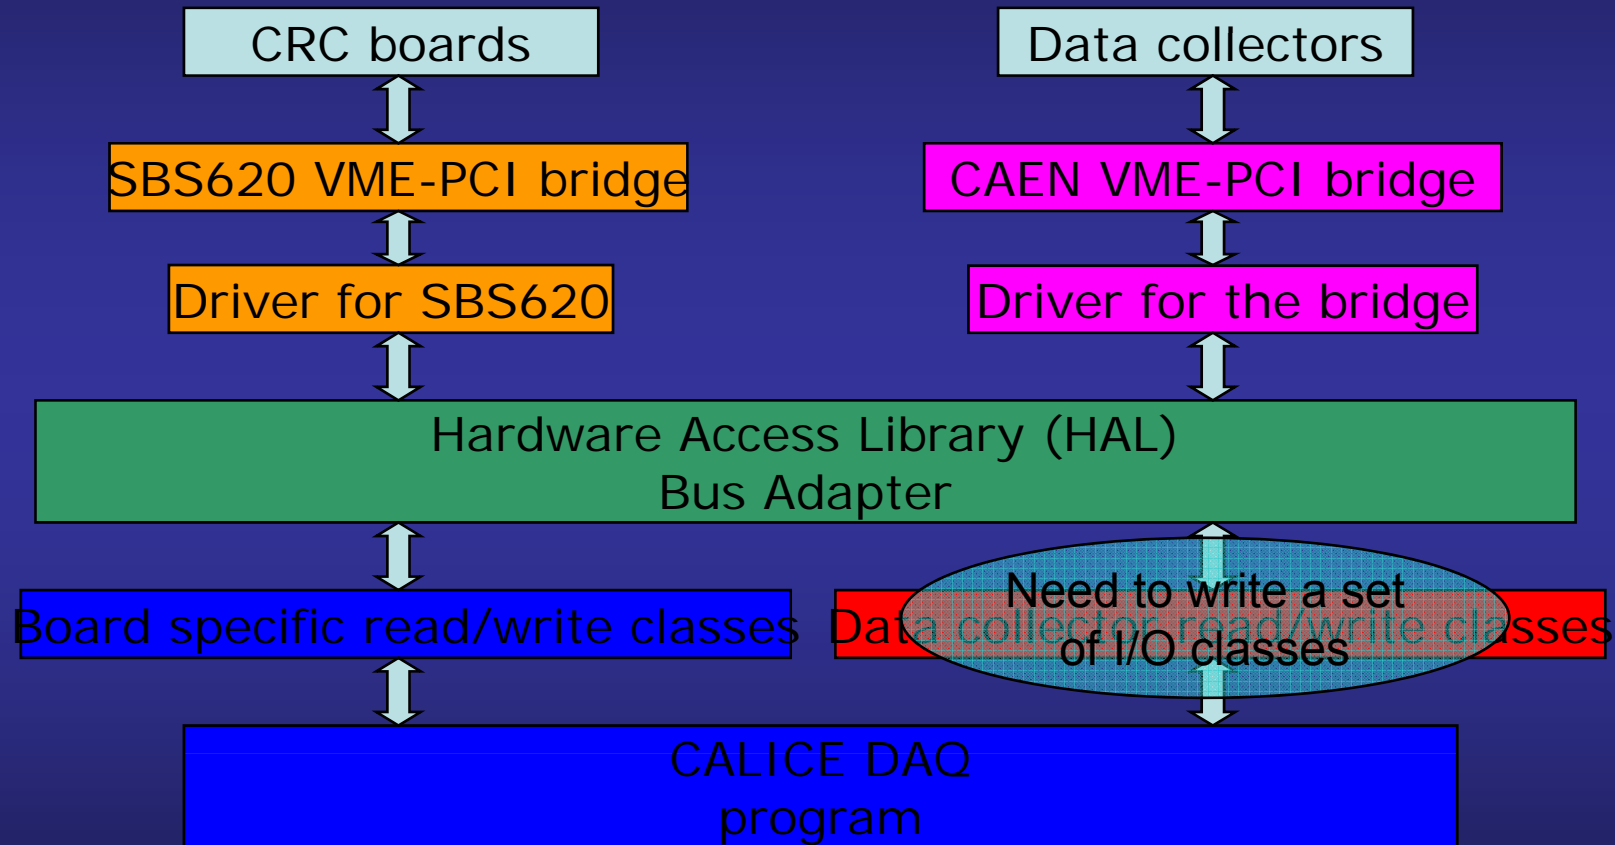 CRC boards
Data collectors
SBS620 VME-PCI bridge
CAEN VME-PCI bridge
Driver for SBS620
Driver for the bridge
Hardware Access Library (HAL)
Bus Adapter
Board specific read/write classes
Data collector read/write classes
Need to write a set
of I/O classes
CALICE DAQ
program